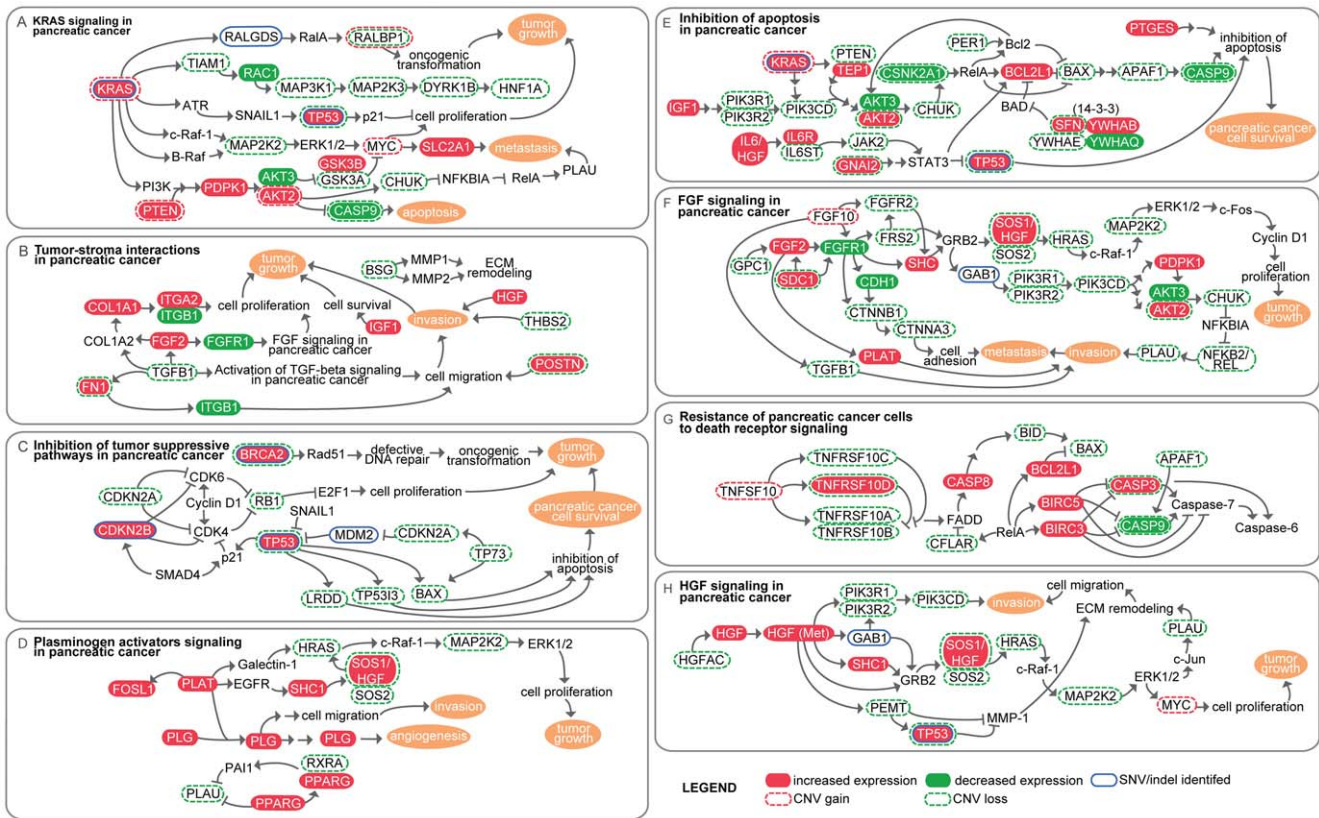 A KRAS signaling in
pancreatic cancer
tumor
growth
RALGDS
RalA
RALBP1
oncogenic
transformation
TIAM1
RAC1
MAP3K1
MAP2K3
DYRK1B
HNF1A
KRAS
ATR
SNAIL1
TP53
p21
cell proliferation
c-Raf-1
B-Raf
MAP2K2
ERK1/2
MYC
SLC2A1
metastasis
GSK3B
GSK3A
AKT3
AKT2
PI3K
PDPK1
PTEN
CHUK
NFKBIA
RelA
PLAU
CASP9
apoptosis
B Tumor-stroma interactions
in pancreatic cancer
tumor
growth
BSG
MMP1
MMP2
ECM
remodeling
COL1A1
ITGA2
ITGB1
cell proliferation
cell survival
HGF
IGF1
invasion
THBS2
COL1A2
FGF2
FGFR1
FGF signaling in
pancreatic cancer
TGFB1
Activation of TGF-beta signaling
in pancreatic cancer
cell migration
POSTN
FN1
ITGB1
C Inhibition of tumor suppressive
pathways in pancreatic cancer
BRCA2
Rad51
defective
DNA repair
oncogenic
transformation
tumor
growth
CDK6
CDKN2A
Cyclin D1
RB1
E2F1
cell proliferation
SNAIL1
pancreatic cancer
cell survival
CDKN2B
CDK4
p21
TP53
MDM2
CDKN2A
TP73
inhibition of
apoptosis
SMAD4
LRDD
TP53I3
BAX
D Plasminogen activators signaling
in pancreatic cancer
Galectin-1
HRAS
c-Raf-1
MAP2K2
ERK1/2
FOSL1
PLAT
EGFR
SHC1
SOS1/
HGF
SOS2
cell proliferation
cell migration
invasion
PLG
PLG
PLG
angiogenesis
tumor
growth
PAI1
RXRA
PPARG
PLAU
PPARG
E Inhibition of apoptosis
in pancreatic cancer
PTGES
inhibition of
apoptosis
KRAS
PTEN
TEP1
PER1
Bcl2
CSNK2A1
RelA
BCL2L1
BAX
APAF1
CASP9
IGF1
PIK3R1
PIK3R2
PIK3CD
AKT3
AKT2
CHUK
BAD
(14-3-3)
SFN
YWHAB
YWHAE
YWHAQ
IL6/
HGF
IL6R
IL6ST
JAK2
GNAI2
STAT3
TP53
pancreatic cancer
cell survival
F FGF signaling in
pancreatic cancer
FGF10
FGFR2
GPC1
FGF2
FGFR1
FRS2
GRB2
SOS1/
HGF
SOS2
HRAS
c-Raf-1
MAP2K2
ERK1/2
c-Fos
Cyclin D1
cell
proliferation
tumor
growth
SHC
GAB1
SDC1
CDH1
PIK3R1
PIK3R2
PIK3CD
PDPK1
AKT3
AKT2
CHUK
NFKBIA
CTNNB1
CTNNA3
cell
adhesion
metastasis
invasion
PLAU
NFKB2/
REL
PLAT
TGFB1
G Resistance of pancreatic cancer cells
to death receptor signaling
BID
BAX
TNFRSF10C
TNFSF10
TNFRSF10D
TNFRSF10A
TNFRSF10B
CASP8
BCL2L1
APAF1
CASP3
BIRC5
Caspase-7
FADD
RelA
CASP9
CFLAR
BIRC3
Caspase-6
H HGF signaling in
pancreatic cancer
PIK3R1
PIK3R2
PIK3CD
invasion
cell migration
ECM remodeling
HGF
HGF (Met)
GAB1
HGFAC
SHC1
GRB2
SOS1/
HGF
SOS2
HRAS
c-Raf-1
PLAU
c-Jun
tumor
growth
ERK1/2
MAP2K2
MYC
cell proliferation
PEMT
MMP-1
TP53
LEGEND
increased expression
decreased expression
SNV/indel identifed
CNV gain
CNV loss